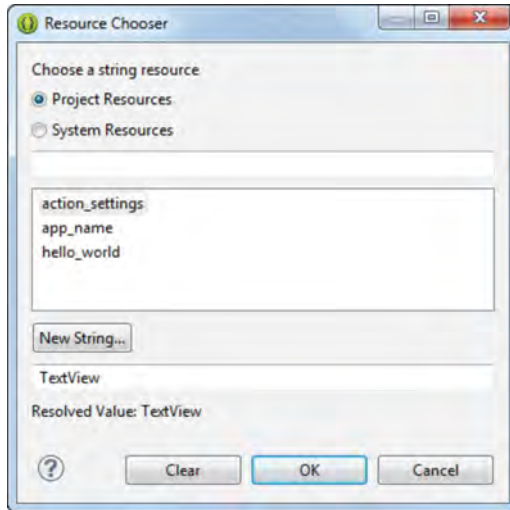 Resource Chooser
Choose a string resource
Project Resources
System Resources
action_settings
app_name
hello_world
New String...
TextView
Resolved Value: TextView
? Clear OK Cancel